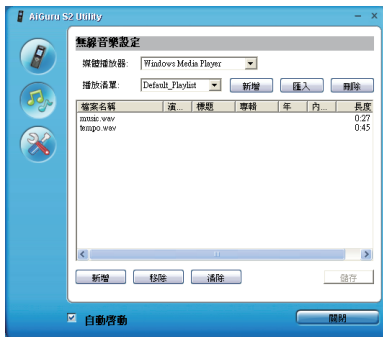 AiGuru S2 Utility
無線音樂設定
媒體播放器: Windows Media Player
播放清單: Default_Playlist 新增 匯入 刪除
檔案名稱 演... 標題 專輯 年 內... 長度
music.wav 0:27
tempo.wav 0:45
新增 移除 清除 儲存
自動啓動 關閉